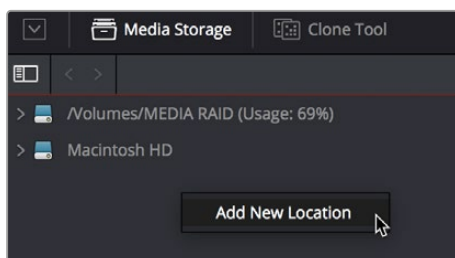 Media Storage
Clone Tool
/Volumes/MEDIA RAID (Usage: 69%)
Macintosh HD
Add New Location